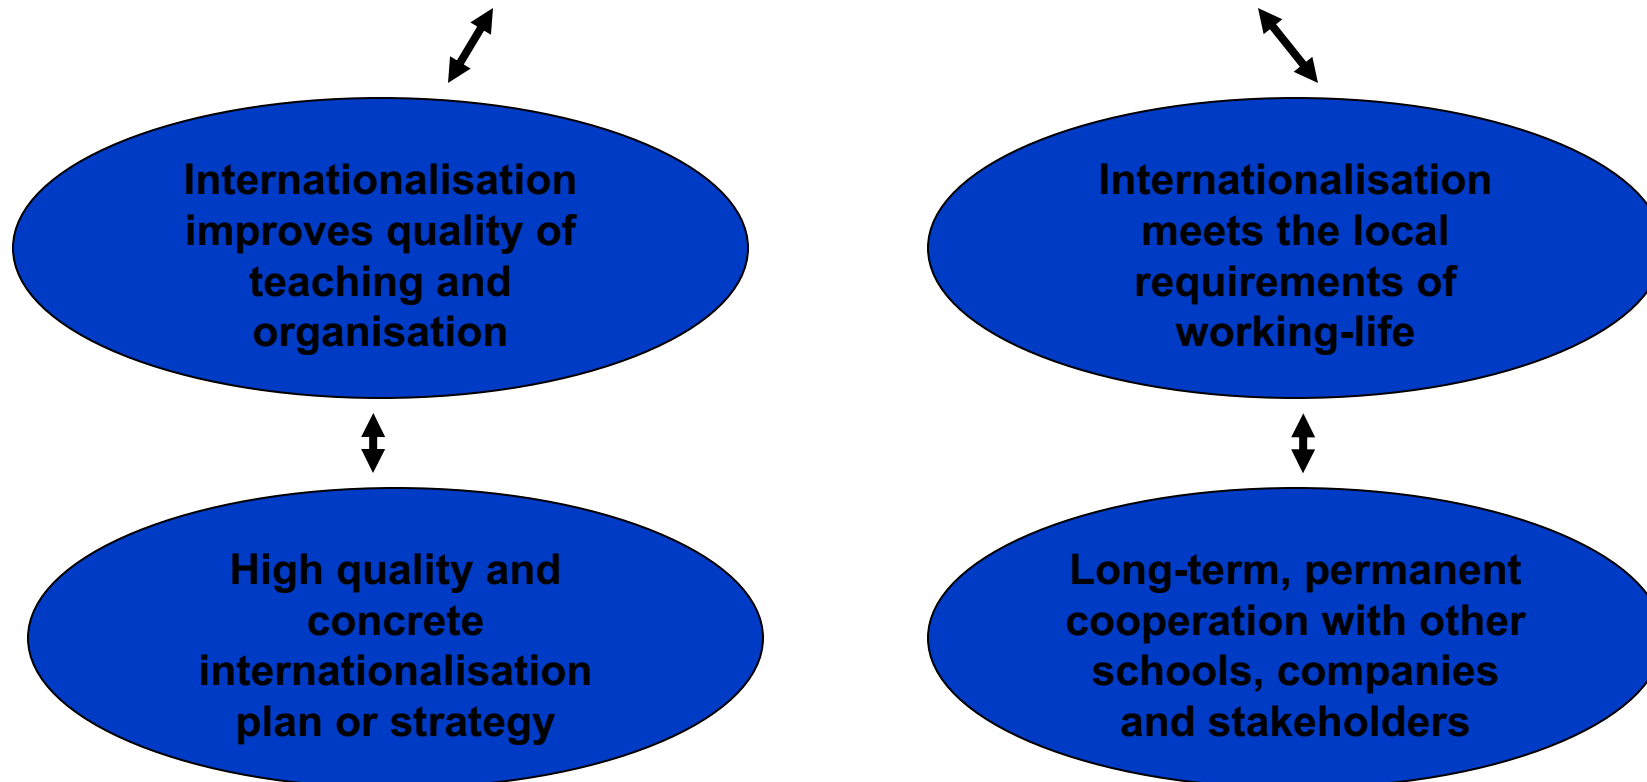 Internationalisation
improves quality of
teaching and
organisation
Internationalisation
meets the local
requirements of
working-life
High quality and
concrete
internationalisation
plan or strategy
Long-term, permanent
cooperation with other
schools, companies
and stakeholders